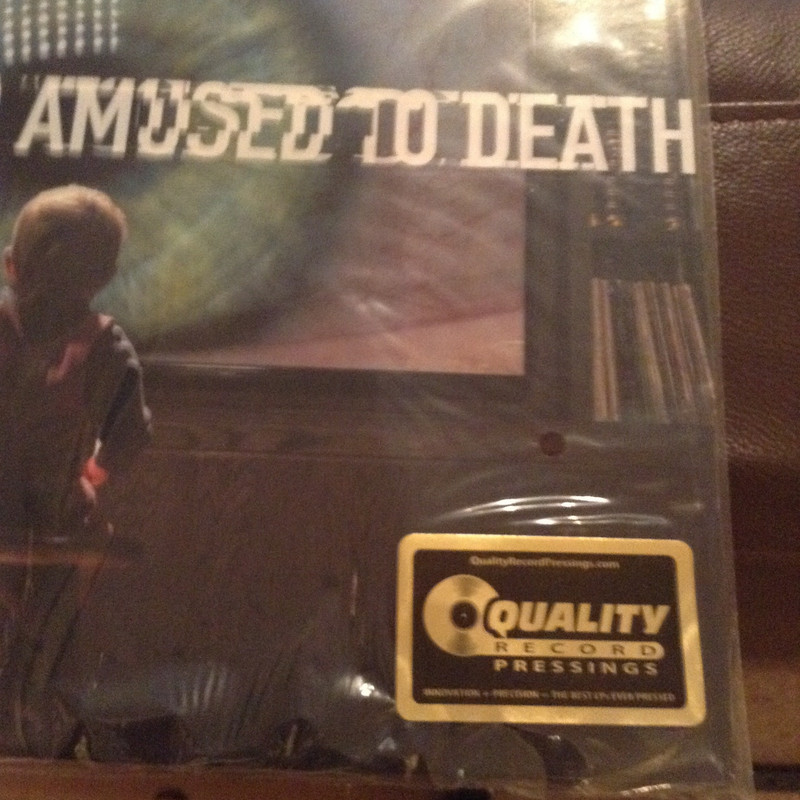 AMUSED TO DEATH
QualityRecordPressings.com
QUALITY
RECORD
PRESSINGS
INNOVATION + PRECISION = THE BEST LPs EVER PRESSED